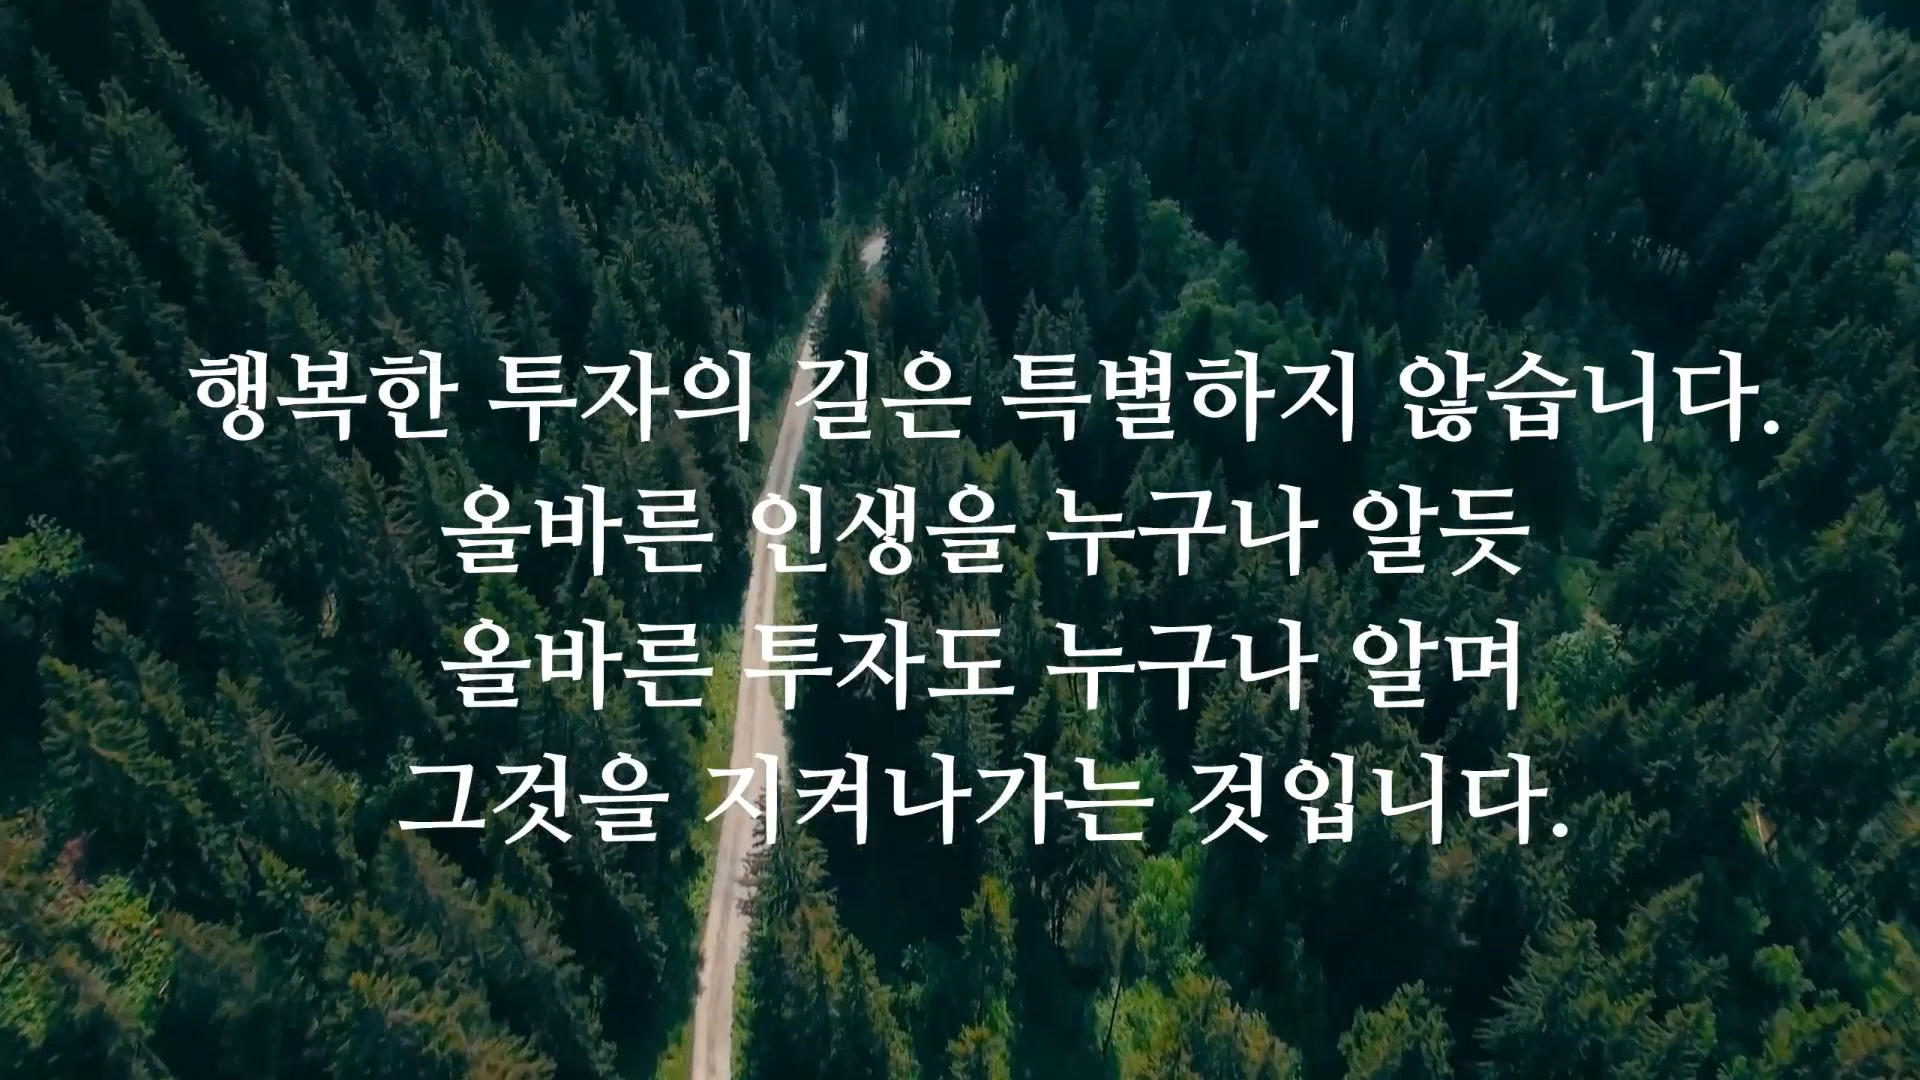 행복한 투자의 길은 특별하지 않습니다.
올바른 인생을 누구나 알듯
올바른 투자도 누구나 알며
그것을 지켜나가는 것입니다.